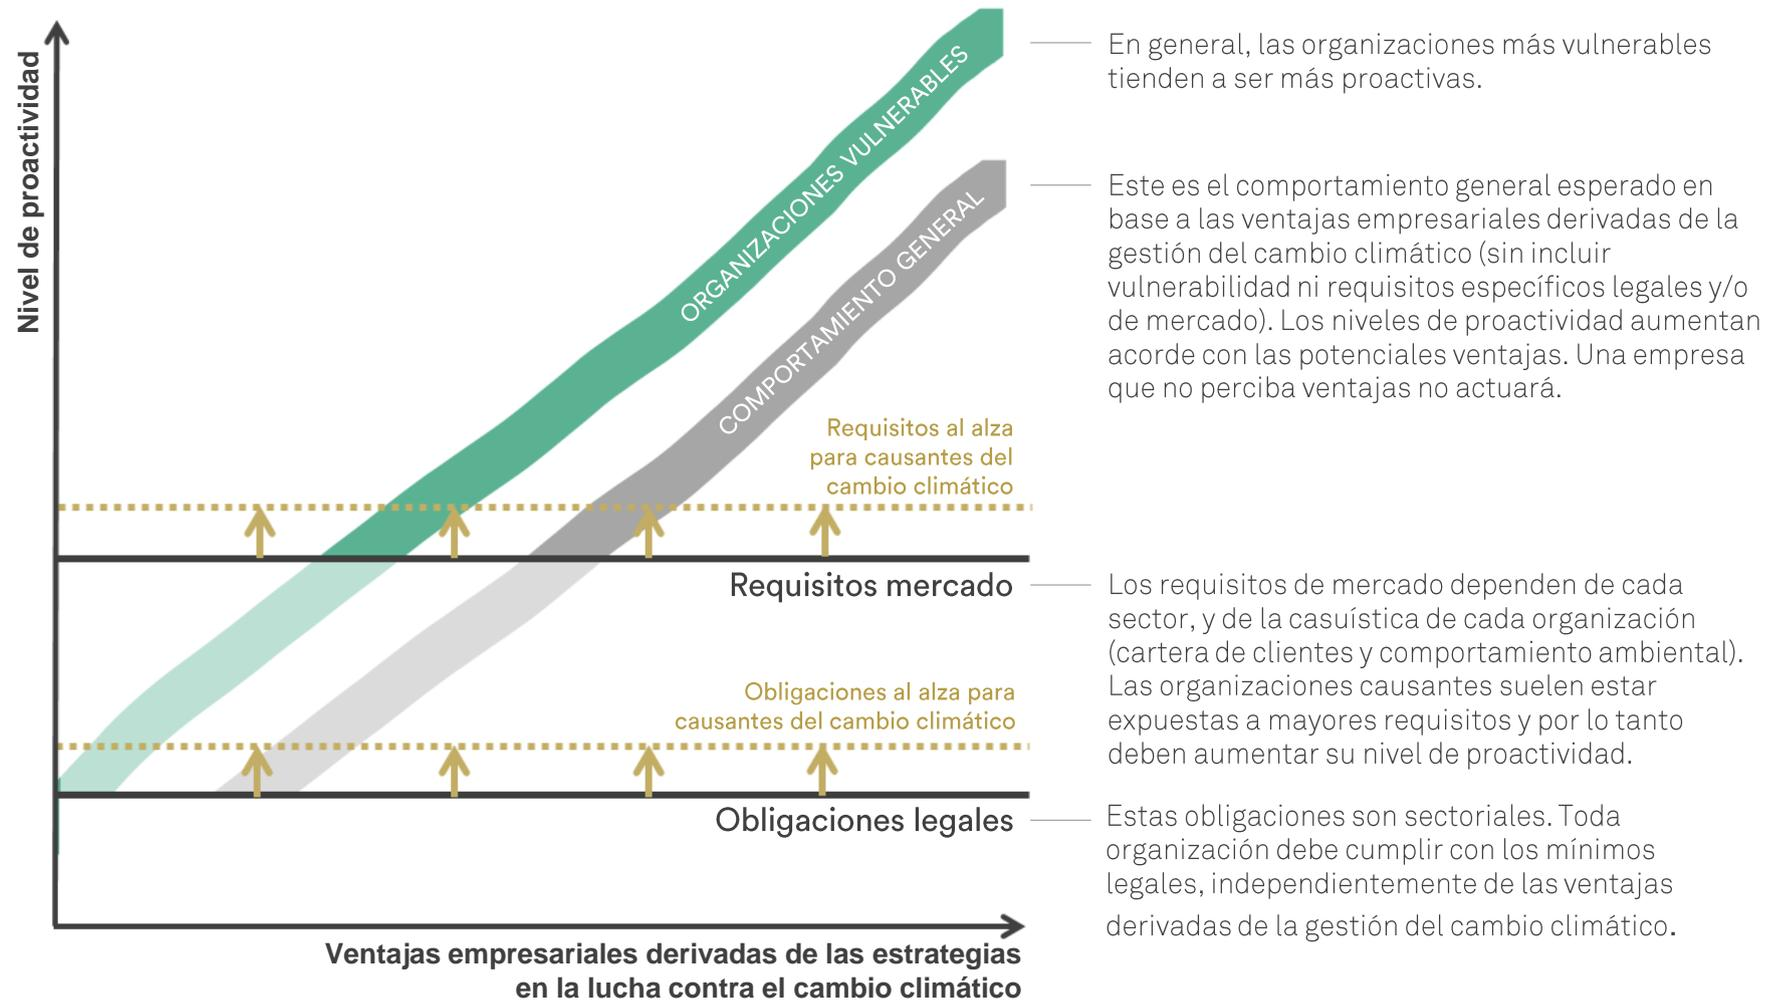 Nivel de proactividad
ORGANIZACIONES VULNERABLES
COMPORTAMIENTO GENERAL
En general, las organizaciones más vulnerables
tienden a ser más proactivas.
Este es el comportamiento general esperado en
base a las ventajas empresariales derivadas de la
gestión del cambio climático (sin incluir
vulnerabilidad ni requisitos específicos legales y/o
de mercado). Los niveles de proactividad aumentan
acorde con las potenciales ventajas. Una empresa
que no perciba ventajas no actuará.
Requisitos al alza
para causantes del
cambio climático
Requisitos mercado
Los requisitos de mercado dependen de cada
sector, y de la casuística de cada organización
(cartera de clientes y comportamiento ambiental).
Las organizaciones causantes suelen estar
expuestas a mayores requisitos y por lo tanto
deben aumentar su nivel de proactividad.
Obligaciones al alza para
causantes del cambio climático
Obligaciones legales
Estas obligaciones son sectoriales. Toda
organización debe cumplir con los mínimos
legales, independientemente de las ventajas
derivadas de la gestión del cambio climático.
Ventajas empresariales derivadas de las estrategias
en la lucha contra el cambio climático